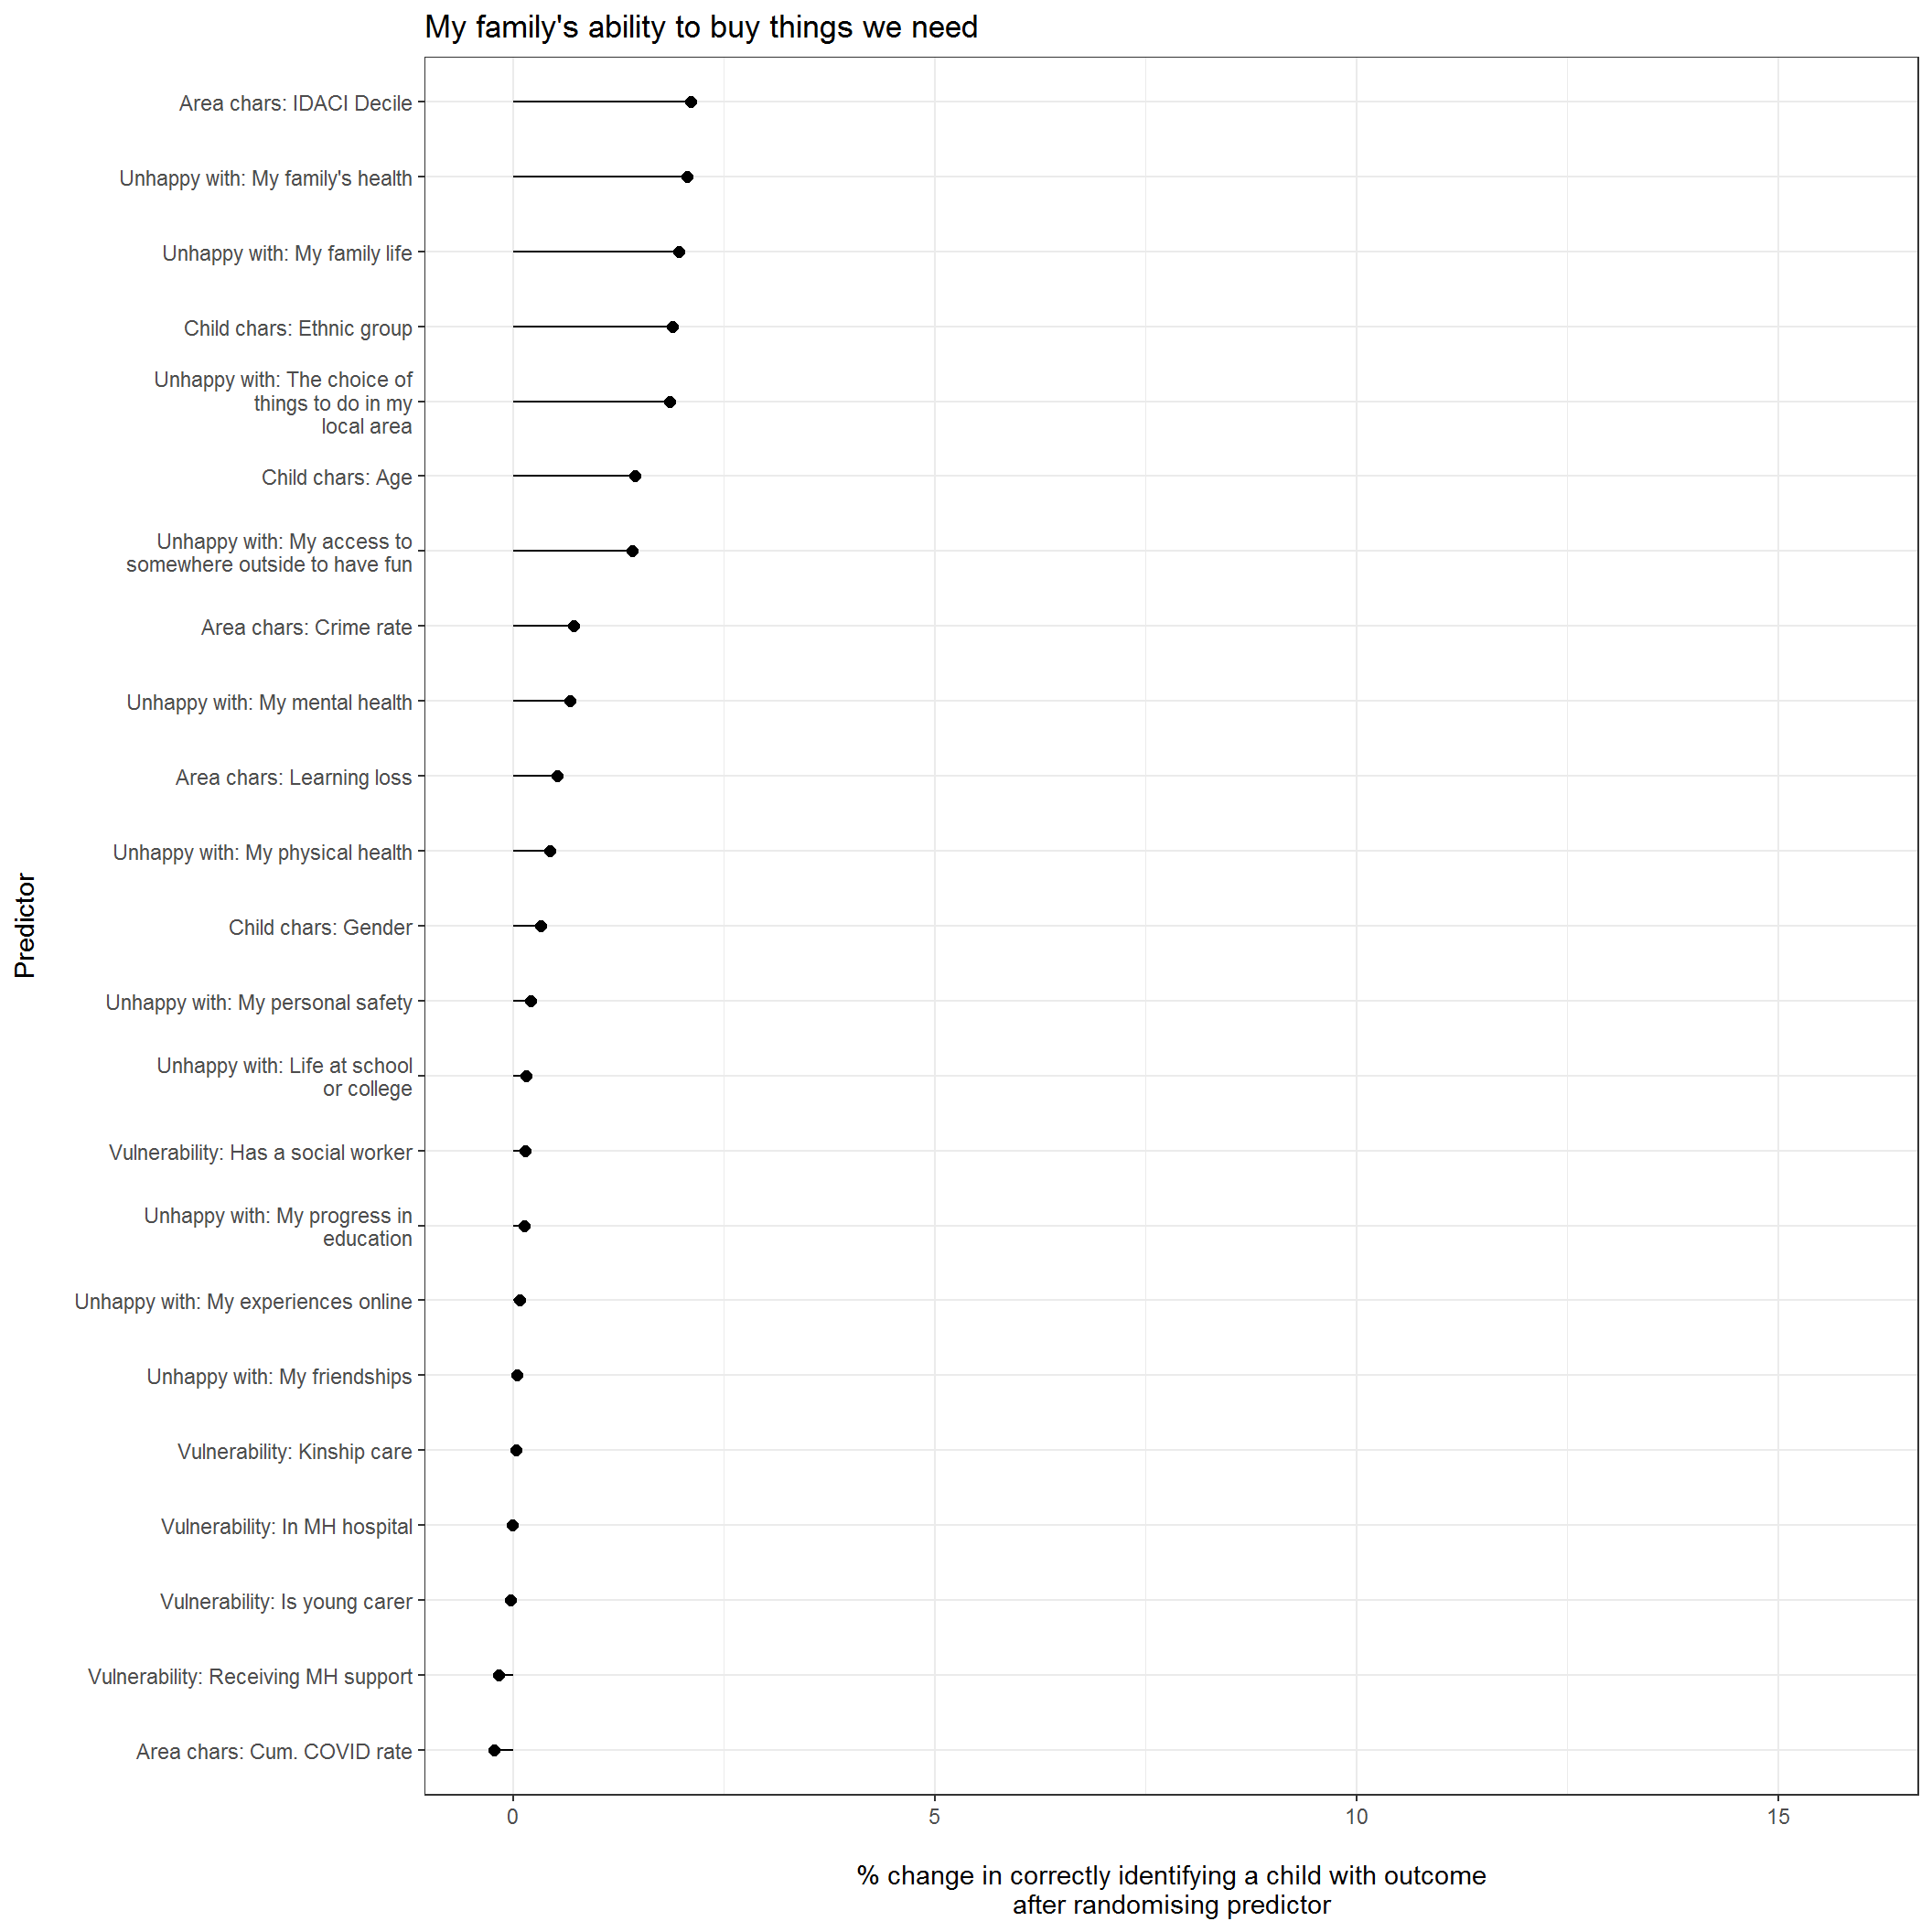 My family's ability to buy things we need
Area chars: IDACI Decile
Unhappy with: My family's health
Unhappy with: My family life
Child chars: Ethnic group
Unhappy with: The choice of
things to do in my
local area
Child chars: Age
Unhappy with: My access to
somewhere outside to have fun
Area chars: Crime rate
Unhappy with: My mental health
Area chars: Learning loss
Unhappy with: My physical health
Child chars: Gender
Unhappy with: My personal safety
Unhappy with: Life at school
or college
Vulnerability: Has a social worker
Unhappy with: My progress in
education
Unhappy with: My experiences online
Unhappy with: My friendships
Vulnerability: Kinship care
Vulnerability: In MH hospital
Vulnerability: Is young carer
Vulnerability: Receiving MH support
Area chars: Cum. COVID rate
Predictor
0 5 10 15
% change in correctly identifying a child with outcome
after randomising predictor